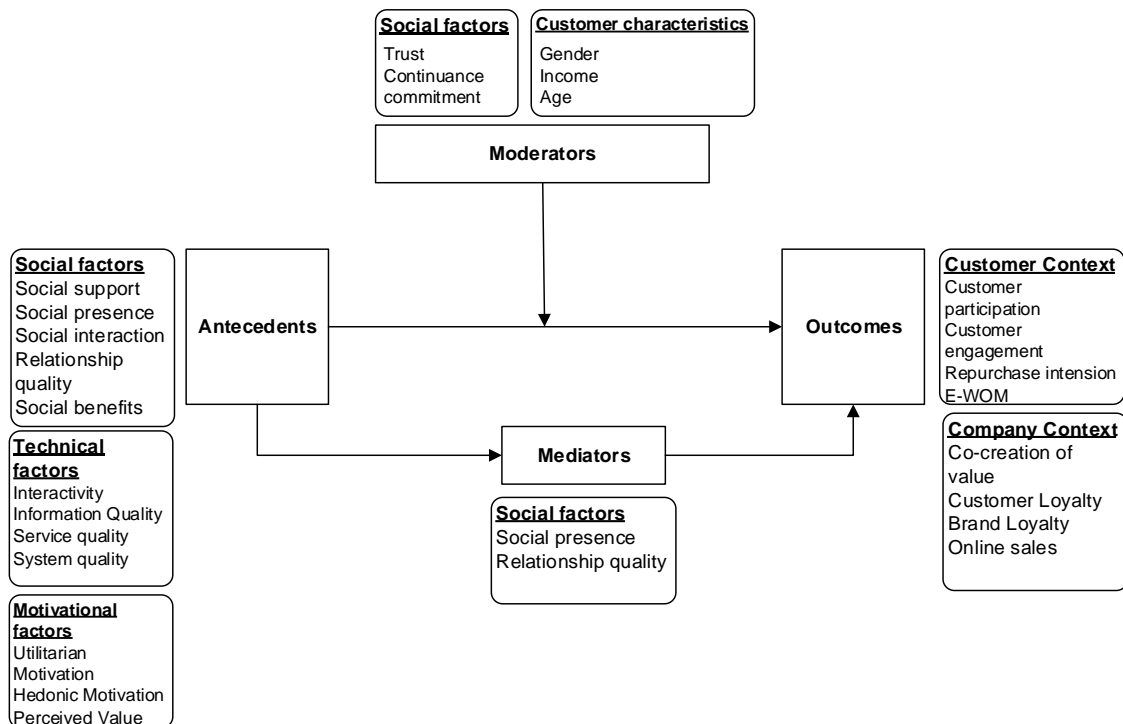 Social factors
Trust
Continuance
commitment
Customer characteristics
Gender
Income
Age
Moderators
Social factors
Social support
Social presence
Social interaction
Relationship
quality
Social benefits
Antecedents
Outcomes
Customer Context
Customer
participation
Customer
engagement
Repurchase intension
E-WOM
Technical
factors
Interactivity
Information Quality
Service quality
System quality
Mediators
Social factors
Social presence
Relationship quality
Company Context
Co-creation of
value
Customer Loyalty
Brand Loyalty
Online sales
Motivational
factors
Utilitarian
Motivation
Hedonic Motivation
Perceived Value